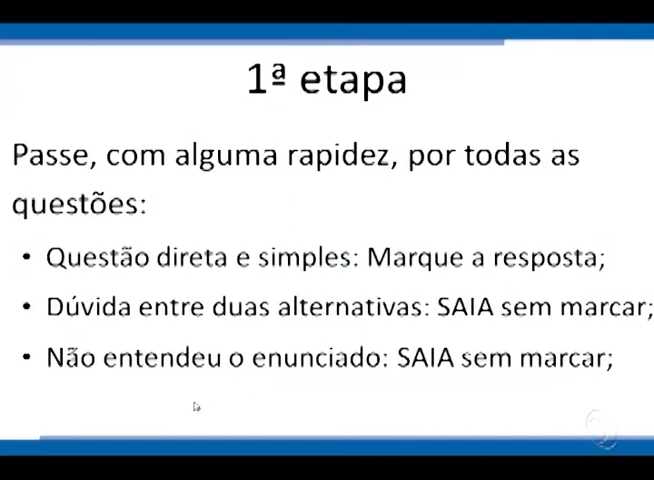 1ª etapa
Passe, com alguma rapidez, por todas as
questões:
• Questão direta e simples: Marque a resposta;
• Dúvida entre duas alternativas: SAIA sem marcar;
• Não entendeu o enunciado: SAIA sem marcar;